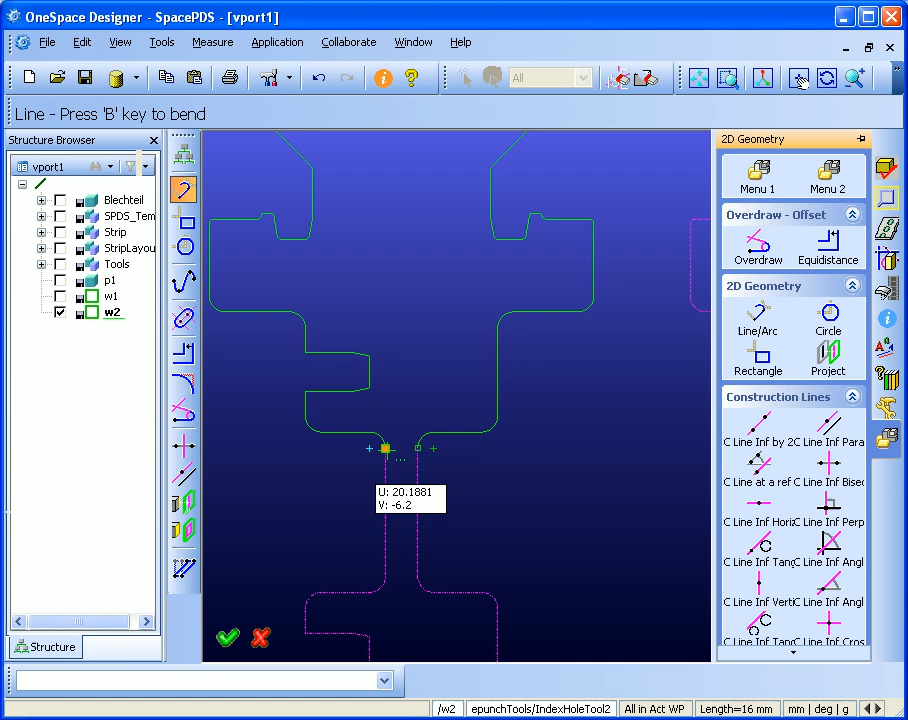 OneSpace Designer - SpacePDS - [vport1]
File Edit View Tools Measure Application Collaborate Window Help
All
Line - Press 'B' key to bend
Structure Browser
vport1
Blechteil
SPDS_Tem
Strip
StripLayou
Tools
p1
w1
w2
Structure
U: 20.1881
V: -6.2
2D Geometry
Menu 1 Menu 2
Overdraw - Offset
Overdraw Equidistance
2D Geometry
Line/Arc Circle
Rectangle Project
Construction Lines
C Line Inf by 2 C Line Inf Para
C Line at a ref C Line Inf Bisec
C Line Inf Horiz C Line Inf Perp
C Line Inf Tang C Line Inf Angl
C Line Inf Verti C Line Inf Angl
C Line Inf Tang C Line Inf Cros
/w2 epunchTools/IndexHoleTool2 All in Act WP Length=16 mm mm | deg | g